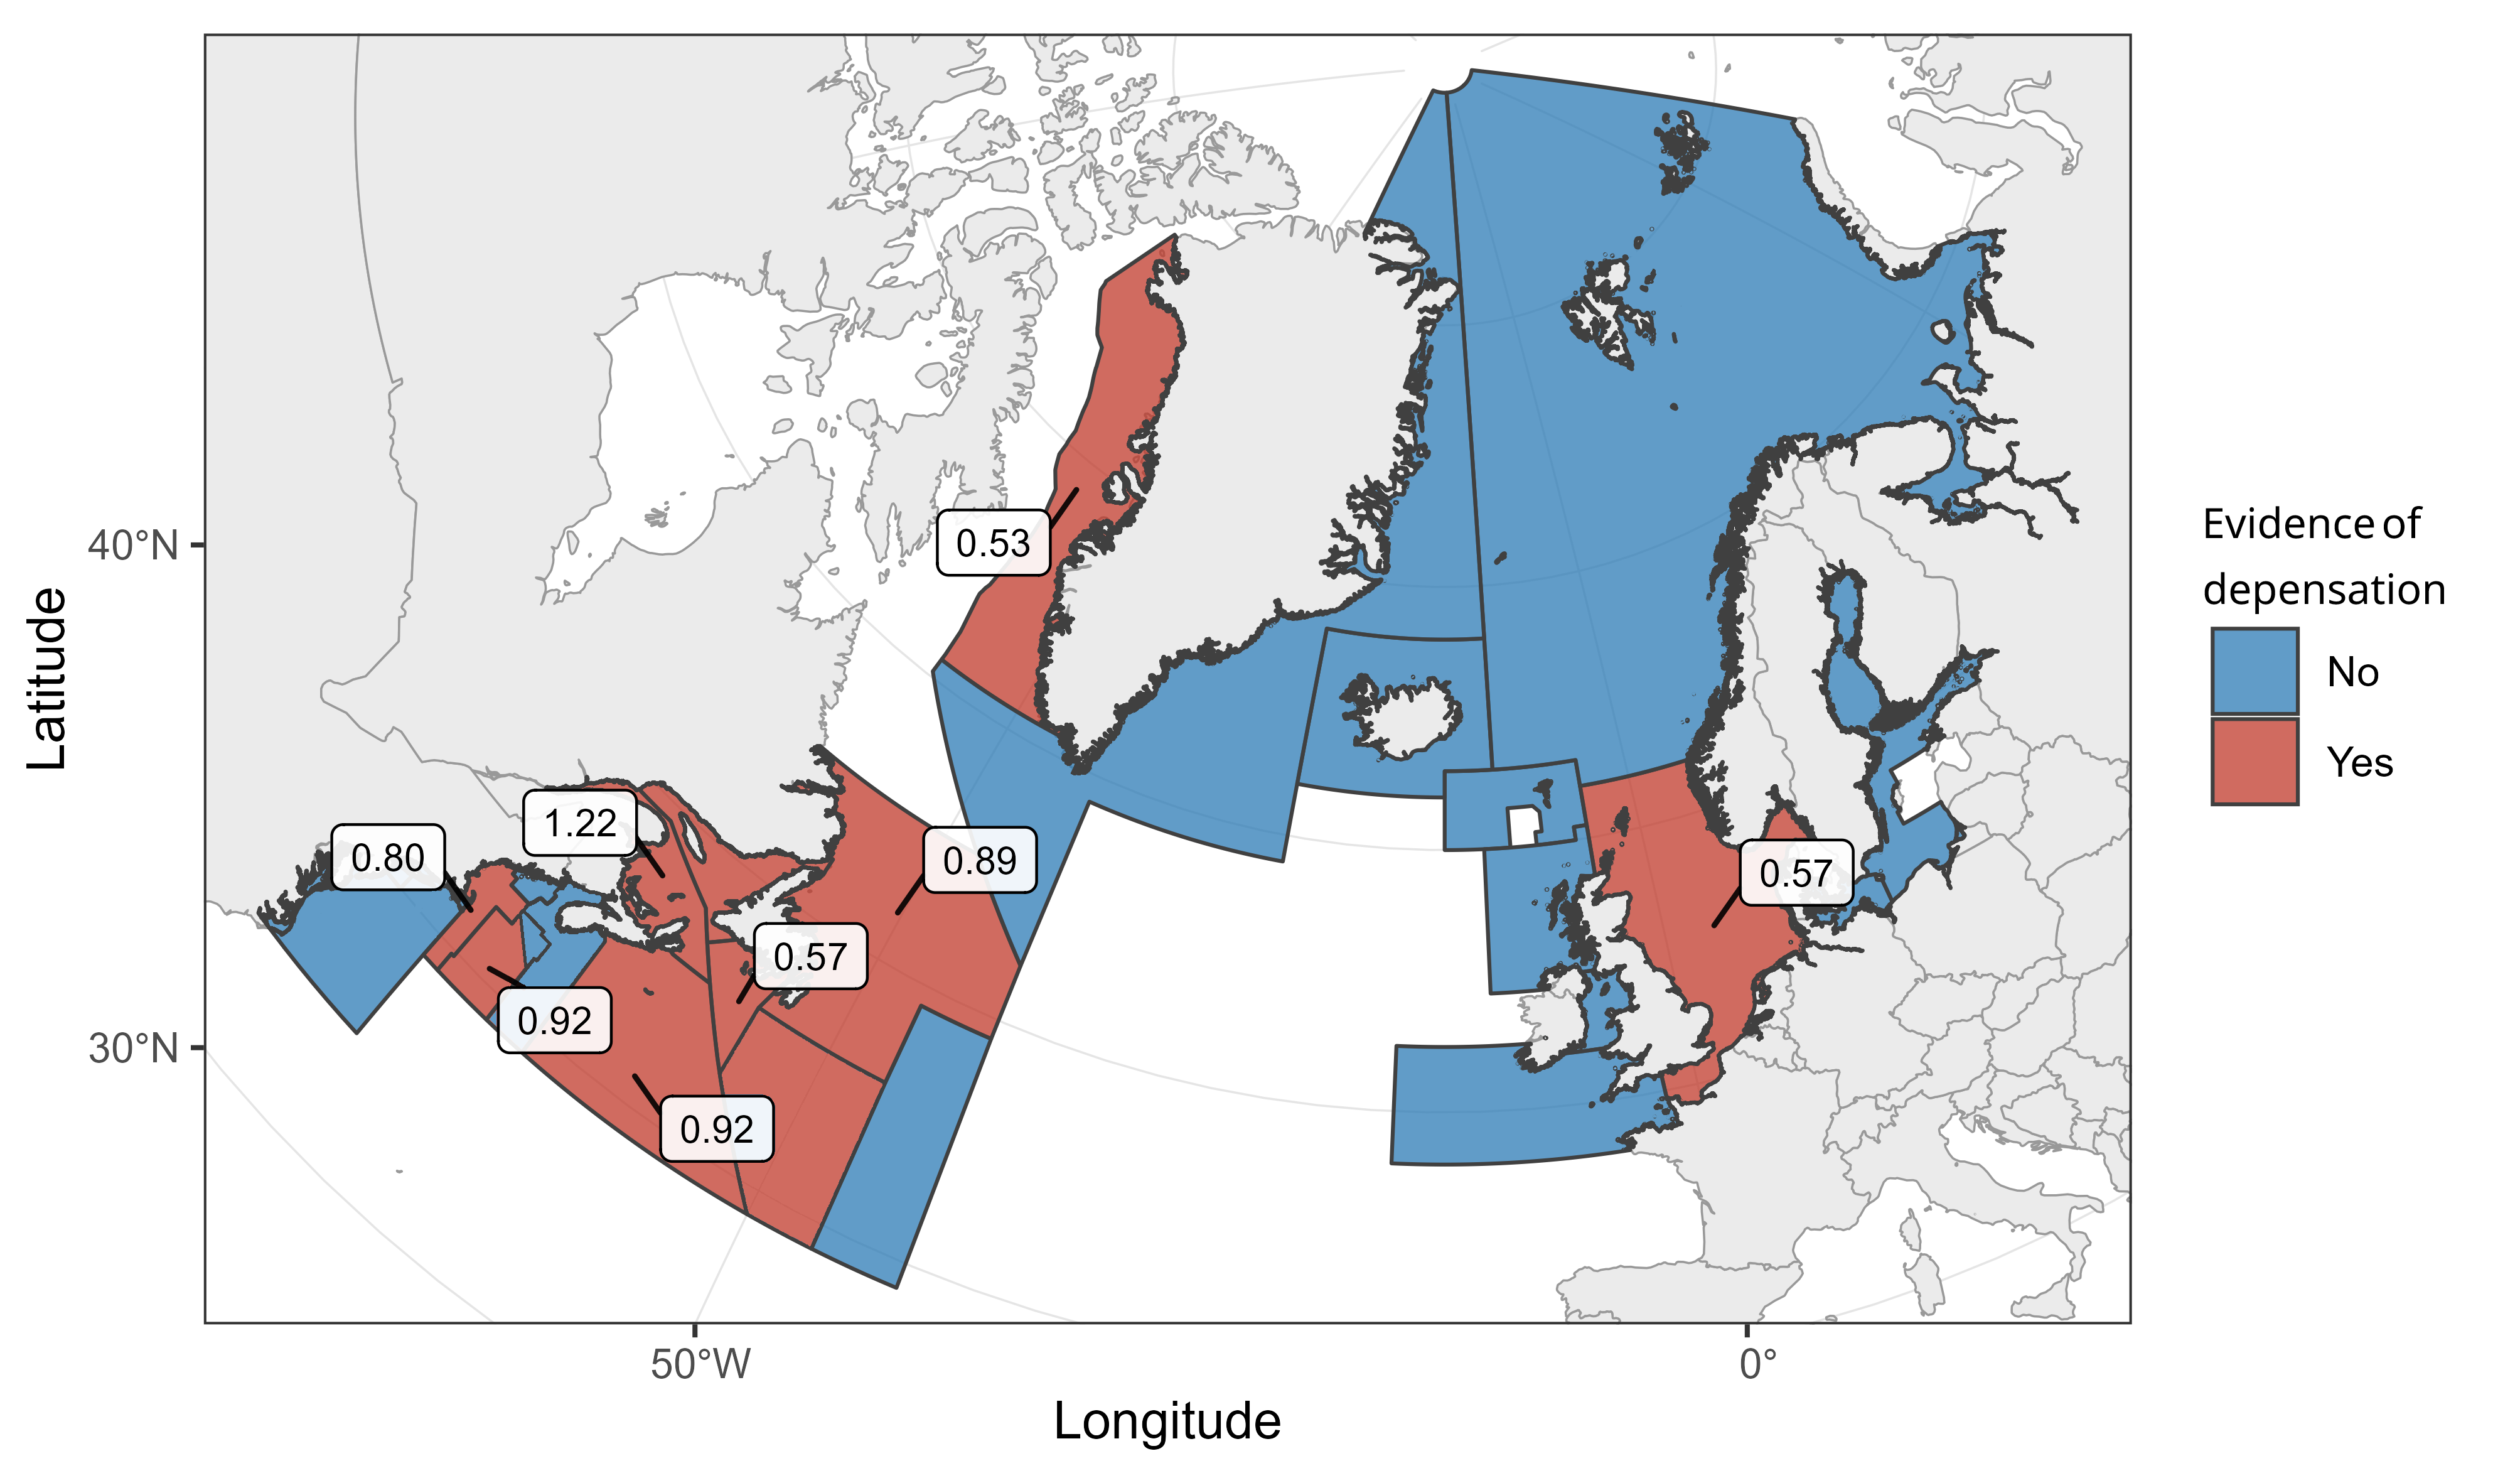 40°N
30°N
Latitude
50°W
0°
Longitude
0.53
0.80
1.22
0.89
0.57
0.57
0.92
0.92
Evidence of
depensation
No
Yes